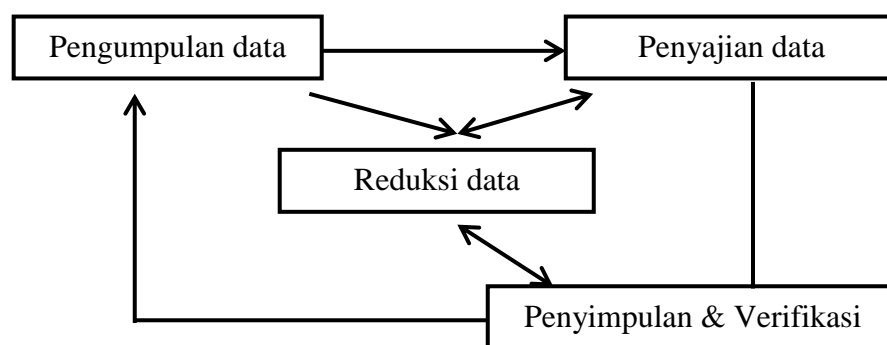 Pengumpulan data
Penyajian data
Reduksi data
Penyimpulan & Verifikasi